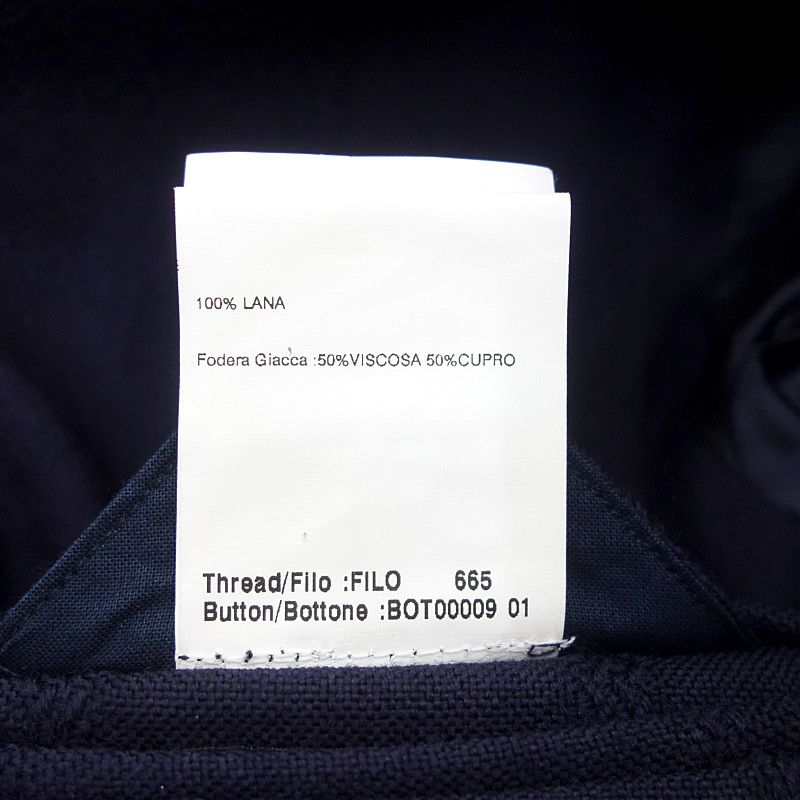 100% LANA
Fodera Giacca :50%VISCOSA 50%CUPRO
Thread/Filo :FILO 665
Button/Bottone :BOT00009 01